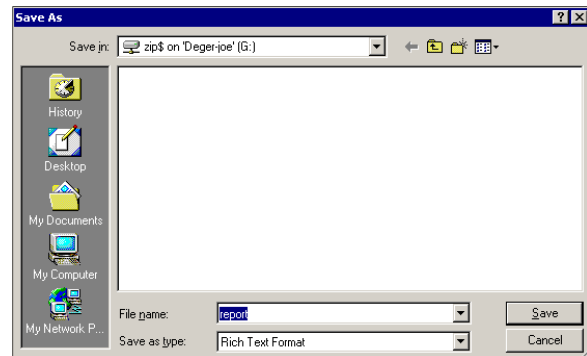 Save As
Save in: zip$ on 'Deger-joe' (G:)
History
Desktop
My Documents
My Computer
My Network P...
File name: report Save
Save as type: Rich Text Format Cancel